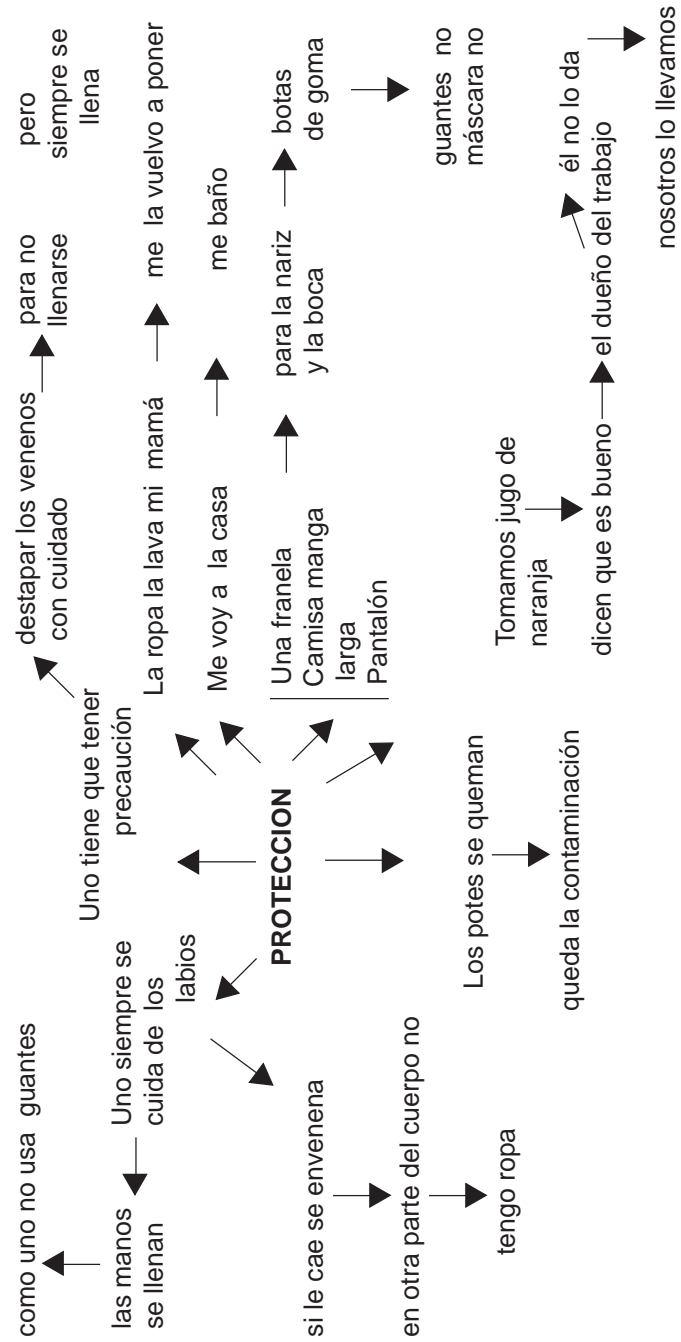 como uno no usa guantes
las manos
se llenan
Uno siempre se
cuida de los
labios
si le cae se envenena
en otra parte del cuerpo no
tengo ropa
Uno tiene que tener
precaución
destapar los venenos
con cuidado
para no
llenarse
pero
siempre se
llena
La ropa la lava mi mamá
me la vuelvo a poner
Me voy a la casa
me baño
PROTECCION
Una franela
Camisa manga
larga
Pantalón
para la nariz
y la boca
botas
de goma
guantes no
máscara no
Los potes se queman
queda la contaminación
Tomamos jugo de
naranja
dicen que es bueno
el dueño del trabajo
él no lo da
nosotros lo llevamos